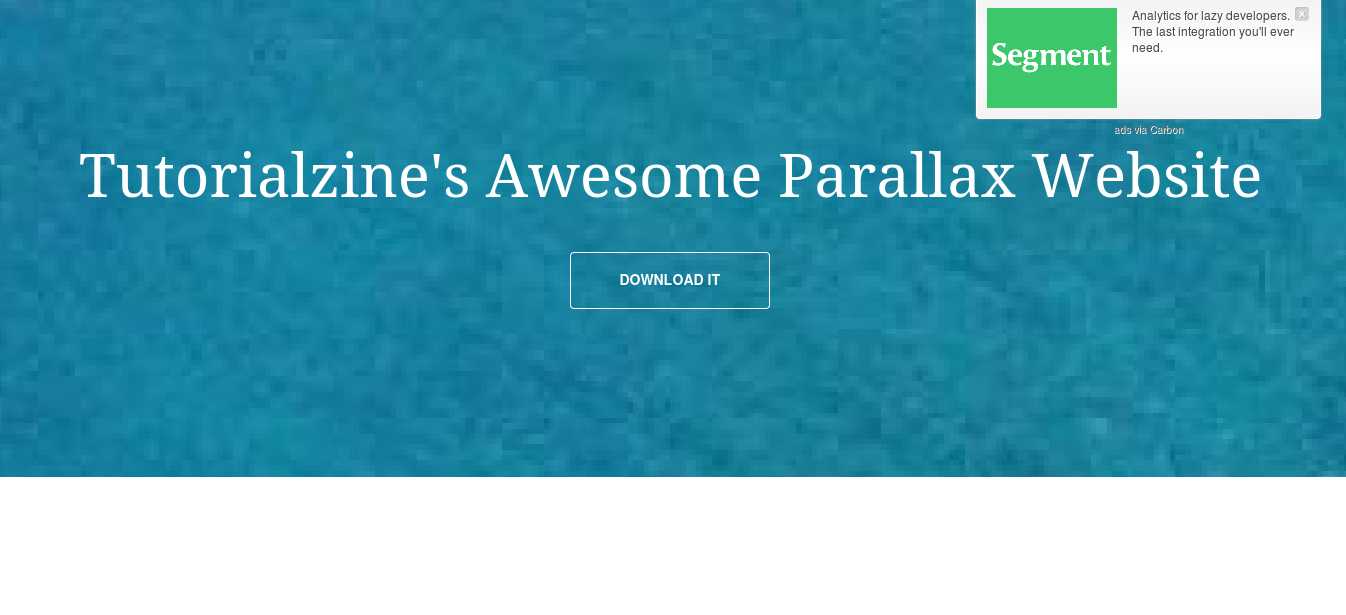 Segment
Analytics for lazy developers.
x
The last integration you'll ever
need.
ads via Carbon
Tutorialzine's Awesome Parallax Website
DOWNLOAD IT